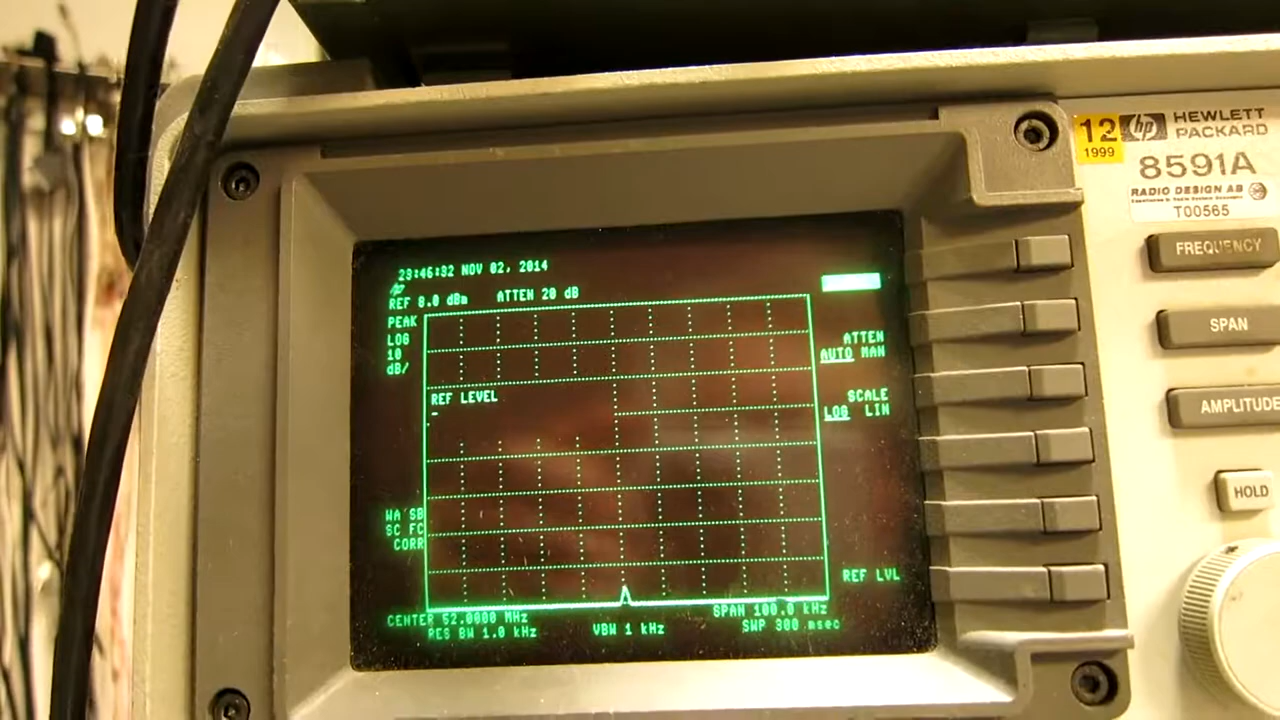 12
1999
hp
HEWLETT
PACKARD
8591A
RADIO DESIGN AB
T00565
FREQUENCY
SPAN
AMPLITUDE
HOLD
23:46:32 NOV 02, 2014
hp
REF 8.0 dBm ATTEN 20 dB
PEAK
LOG
10
dB/
REF LEVEL
ATTEN
AUTO MAN
SCALE
LOG LIN
WA SB
SC FC
CORR
REF LVL
CENTER 52.0000 MHz SPAN 100.0 kHz
RES BW 1.0 kHz VBW 1 kHz SWP 300 msec